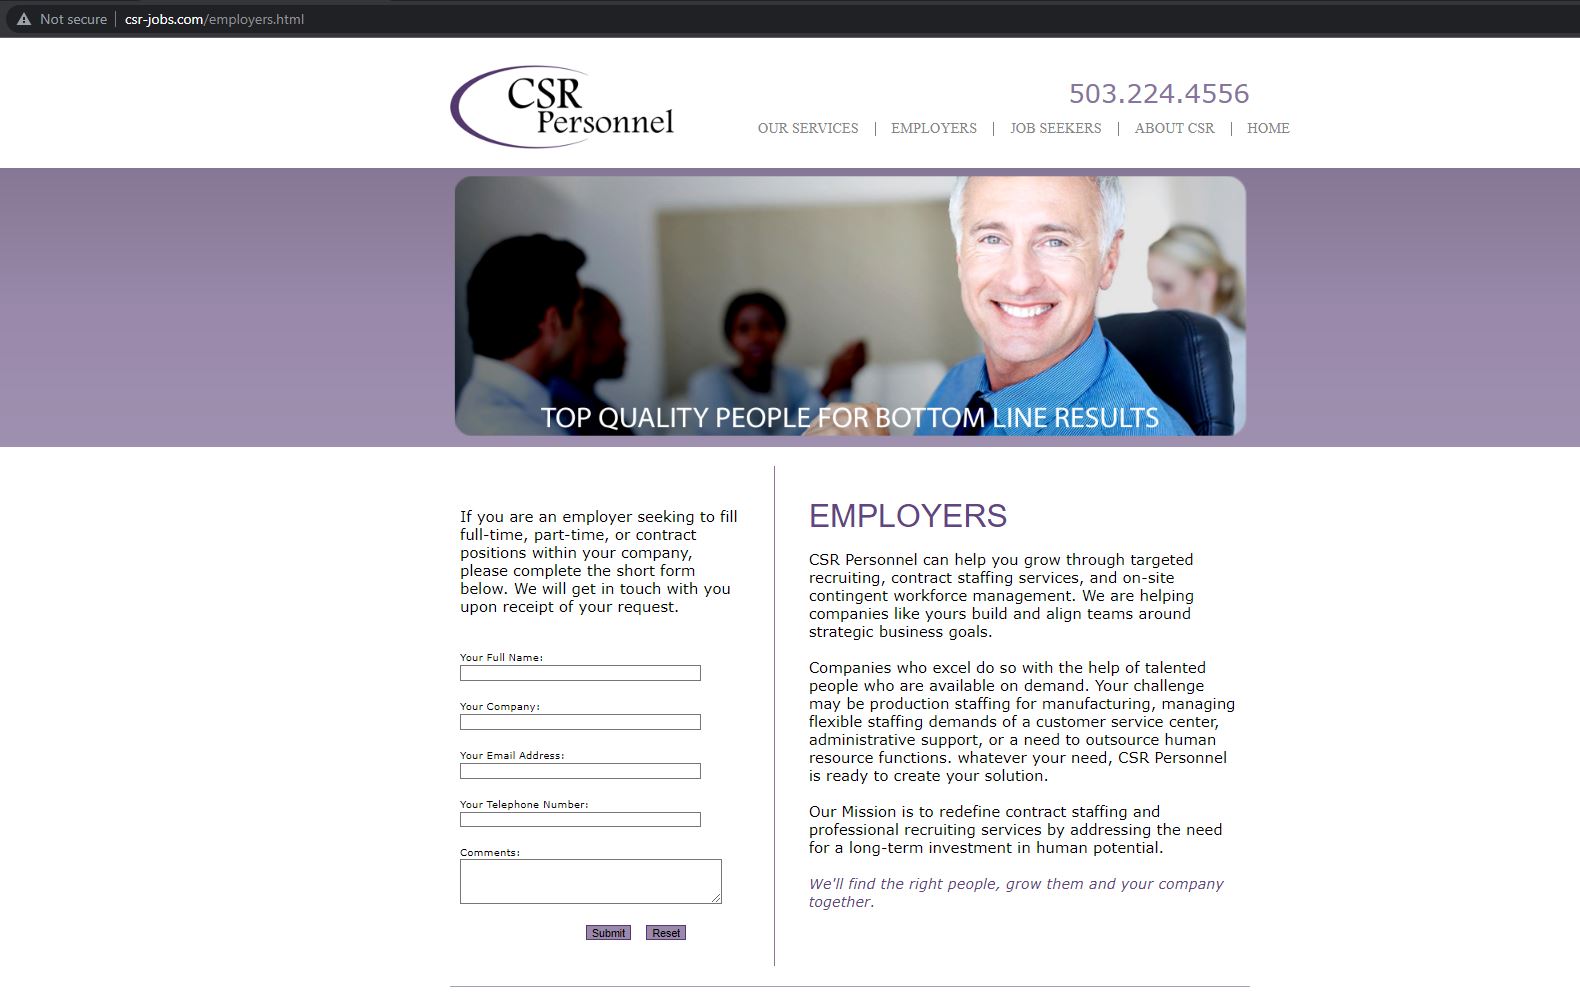 Not secure | csr-jobs.com/employers.html
CSR
Personnel
503.224.4556
OUR SERVICES | EMPLOYERS | JOB SEEKERS | ABOUT CSR | HOME
TOP QUALITY PEOPLE FOR BOTTOM LINE RESULTS
If you are an employer seeking to fill
full-time, part-time, or contract
positions within your company,
please complete the short form
below. We will get in touch with you
upon receipt of your request.
Your Full Name:
Your Company:
Your Email Address:
Your Telephone Number:
Comments:
Submit Reset
EMPLOYERS
CSR Personnel can help you grow through targeted
recruiting, contract staffing services, and on-site
contingent workforce management. We are helping
companies like yours build and align teams around
strategic business goals.
Companies who excel do so with the help of talented
people who are available on demand. Your challenge
may be production staffing for manufacturing, managing
flexible staffing demands of a customer service center,
administrative support, or a need to outsource human
resource functions. whatever your need, CSR Personnel
is ready to create your solution.
Our Mission is to redefine contract staffing and
professional recruiting services by addressing the need
for a long-term investment in human potential.
We'll find the right people, grow them and your company
together.